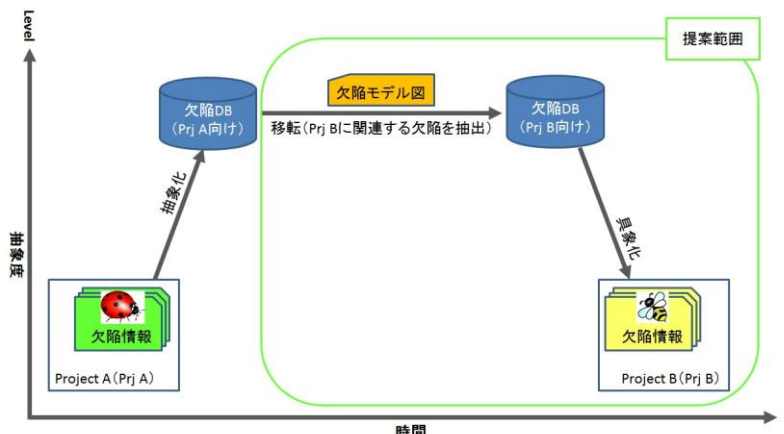 Level
提案範囲
欠陥モデル図
欠陥DB
（Prj A向け）
欠陥DB
（Prj B向け）
移転（Prj Bに関連する欠陥を抽出）
抽象化
具象化
抽象度
欠陥情報
Project A（Prj A）
欠陥情報
Project B（Prj B）
時間